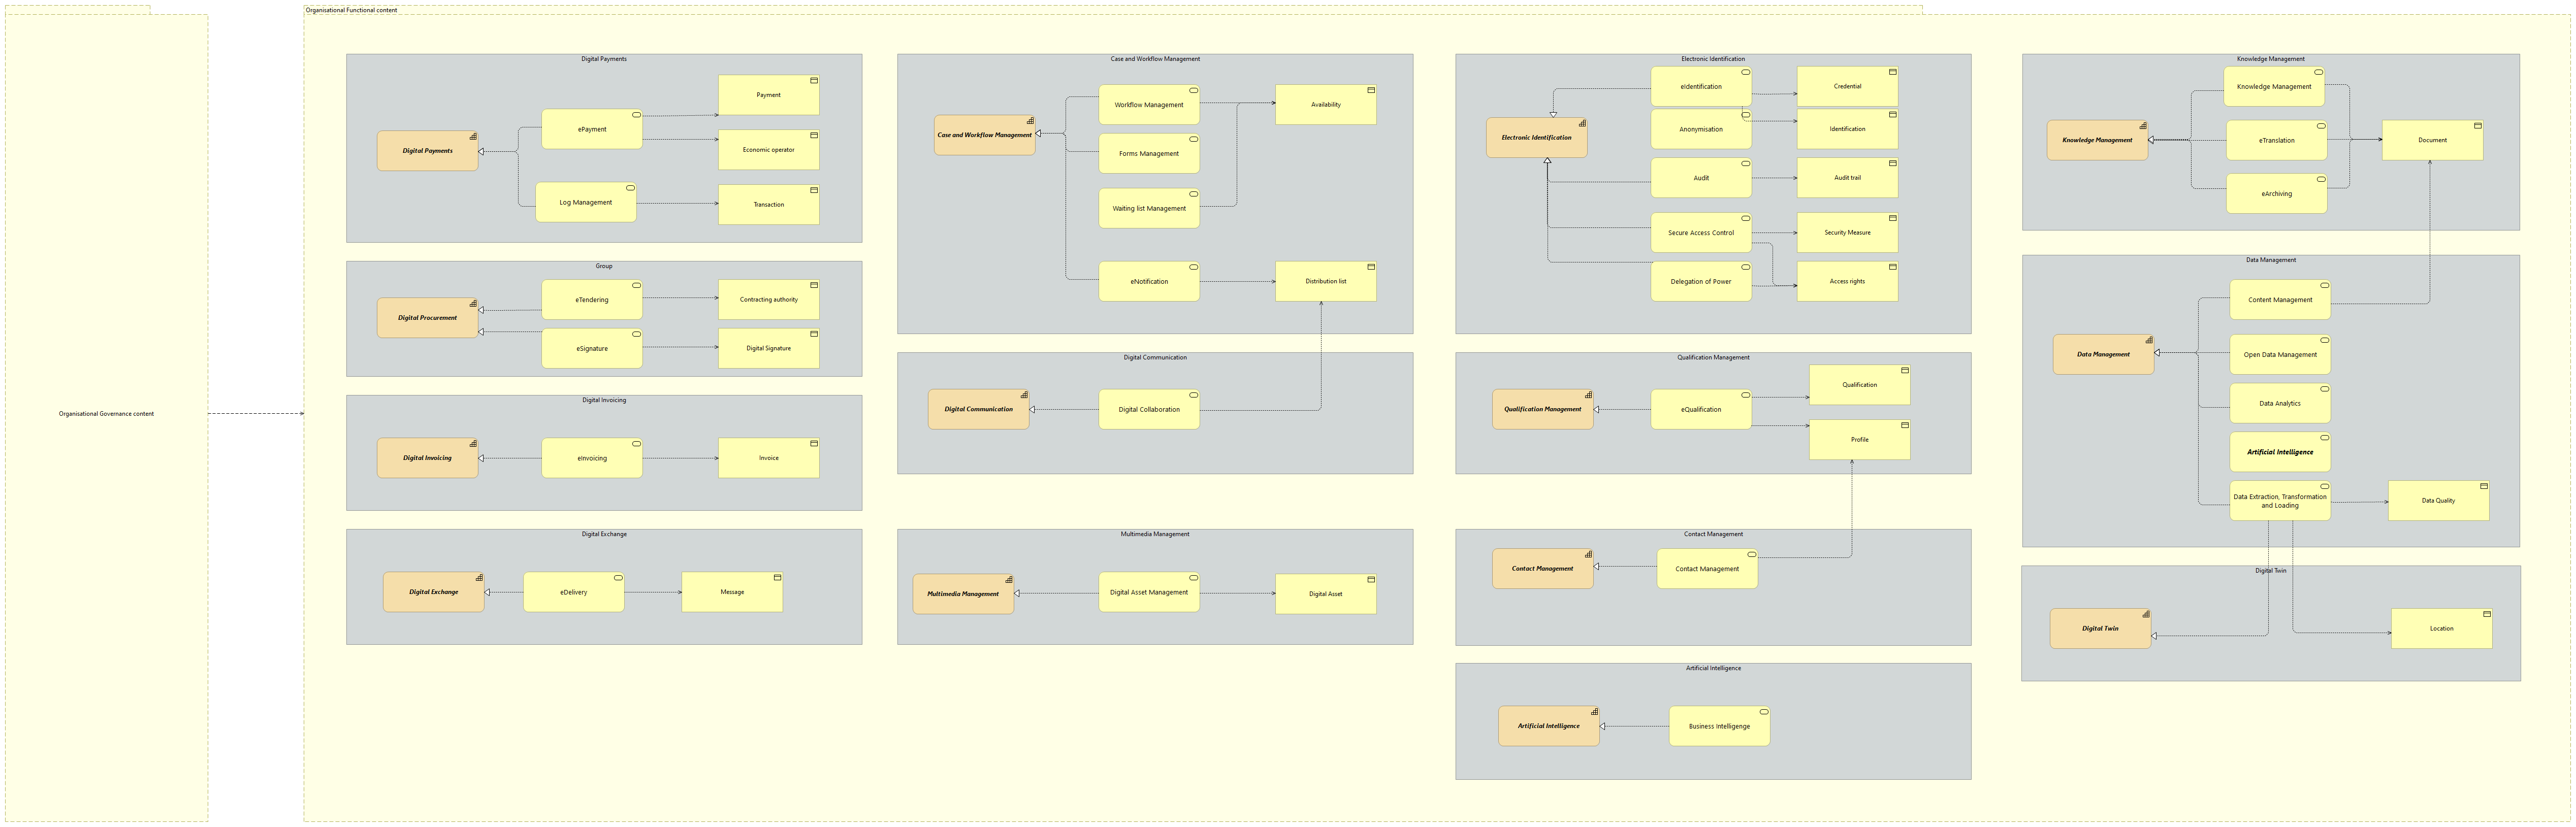 Organisational Governance content
Organisational Functional content
Digital Payments
Digital Payments
ePayment
Log Management
Payment
Economic operator
Transaction
Group
Digital Procurement
eTendering
eSignature
Contracting authority
Digital Signature
Digital Invoicing
Digital Invoicing
eInvoicing
Invoice
Digital Exchange
Digital Exchange
eDelivery
Message
Case and Workflow Management
Case and Workflow Management
Workflow Management
Forms Management
Waiting list Management
eNotification
Availability
Distribution list
Digital Communication
Digital Communication
Digital Collaboration
Multimedia Management
Multimedia Management
Digital Asset Management
Digital Asset
Electronic Identification
Electronic Identification
eIdentification
Anonymisation
Audit
Secure Access Control
Delegation of Power
Credential
Identification
Audit trail
Security Measure
Access rights
Qualification Management
Qualification Management
eQualification
Qualification
Profile
Contact Management
Contact Management
Contact Management
Artificial Intelligence
Artificial Intelligence
Business Intelligenge
Knowledge Management
Knowledge Management
Knowledge Management
eTranslation
eArchiving
Document
Data Management
Data Management
Content Management
Open Data Management
Data Analytics
Artificial Intelligence
Data Extraction, Transformation
and Loading
Data Quality
Digital Twin
Digital Twin
Location